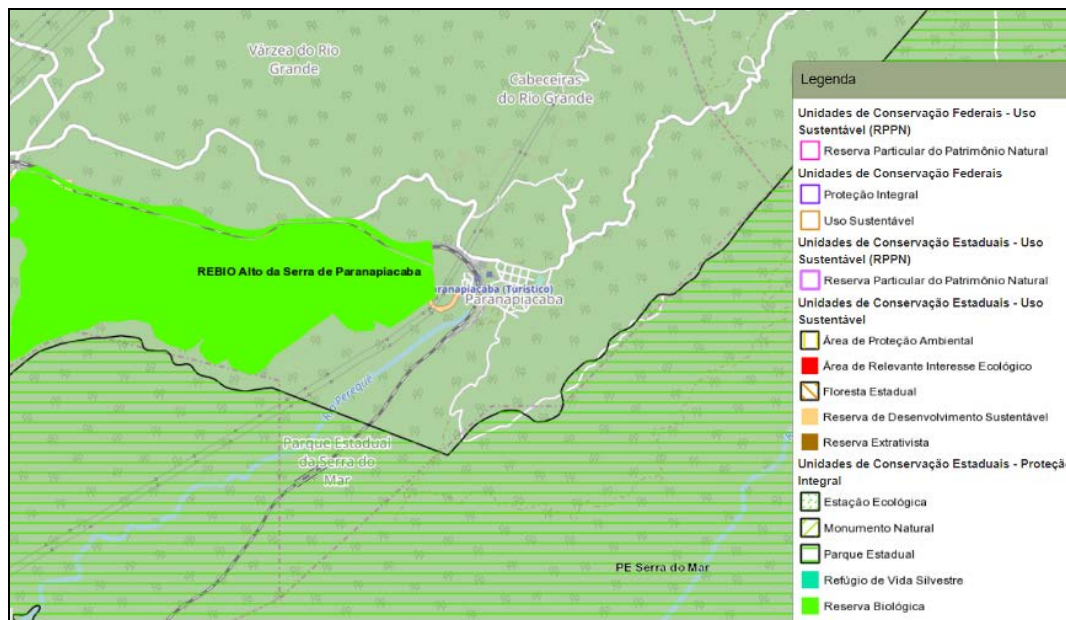 Várzea do Rio
Grande
Cabeceiras
do Rio Grande
REBIO Alto da Serra de Paranapiacaba
Paranapiacaba (Turístico)
Paranapiacaba
Rio Perequê
Parque Estadual
da Serra do
Mar
PE Serra do Mar
Legenda
Unidades de Conservação Federais - Uso
Sustentável (RPPN)
Reserva Particular do Patrimônio Natural
Unidades de Conservação Federais
Proteção Integral
Uso Sustentável
Unidades de Conservação Estaduais - Uso
Sustentável (RPPN)
Reserva Particular do Patrimônio Natural
Unidades de Conservação Estaduais - Uso
Sustentável
Área de Proteção Ambiental
Área de Relevante Interesse Ecológico
Floresta Estadual
Reserva de Desenvolvimento Sustentável
Reserva Extrativista
Unidades de Conservação Estaduais - Proteção
Integral
Estação Ecológica
Monumento Natural
Parque Estadual
Refúgio de Vida Silvestre
Reserva Biológica